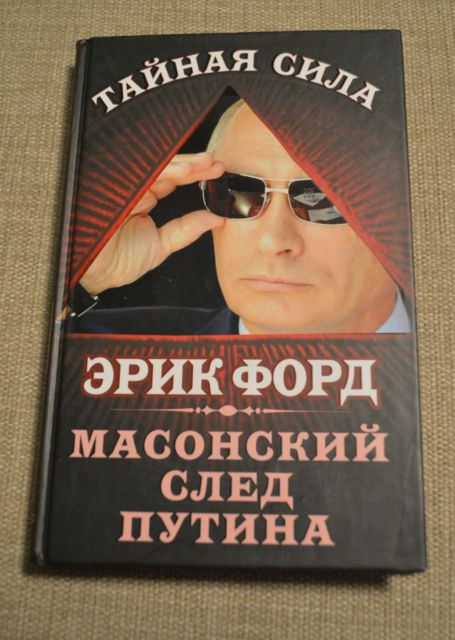 ТАЙНАЯ СИЛА
ЭРИК ФОРД
МАСОНСКИЙ
СЛЕД
ПУТИНА